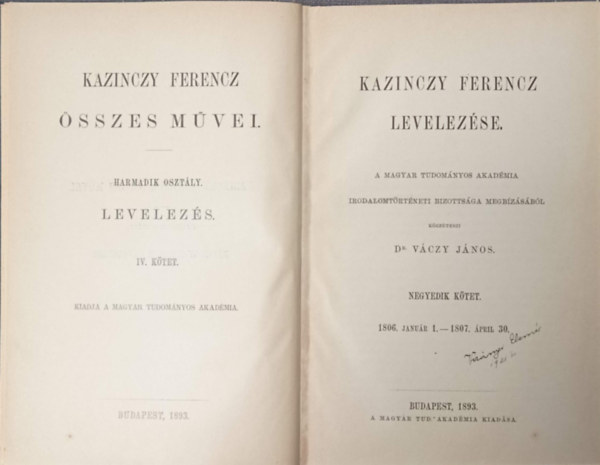 KAZINCZY FERENCZ
ÖSSZES MŰVEI.
HARMADIK OSZTÁLY.
LEVELEZÉS.
IV. KÖTET.
KIADJA A MAGYAR TUDOMÁNYOS AKADÉMIA.
BUDAPEST, 1893.
KAZINCZY FERENCZ
LEVELEZÉSE.
A MAGYAR TUDOMÁNYOS AKADÉMIA
IRODALOMTÖRTÉNETI BIZOTTSÁGA MEGBÍZÁSÁBÓL
KÖZZÉTESZI
DR. VÁCZY JÁNOS.
NEGYEDIK KÖTET.
1806. JANUÁR 1. — 1807. ÁPRIL 30.
BUDAPEST, 1893.
A MAGYAR TUD. AKADÉMIA KIADÁSA.